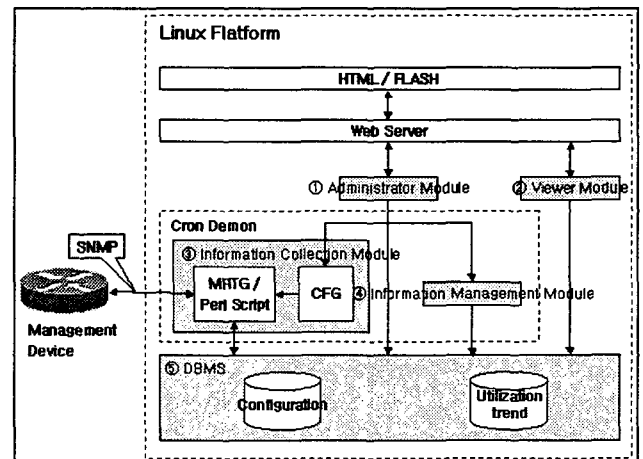 Linux Flatform
HTML / FLASH
Web Server
① Administrator Module
② Viewer Module
Cron Demon
③ Information Collection Module
SNMP
MRTG /
Perl Script
CFG
④ Information Management Module
Management
Device
⑤ DBMS
Configuration
Utilization
trend